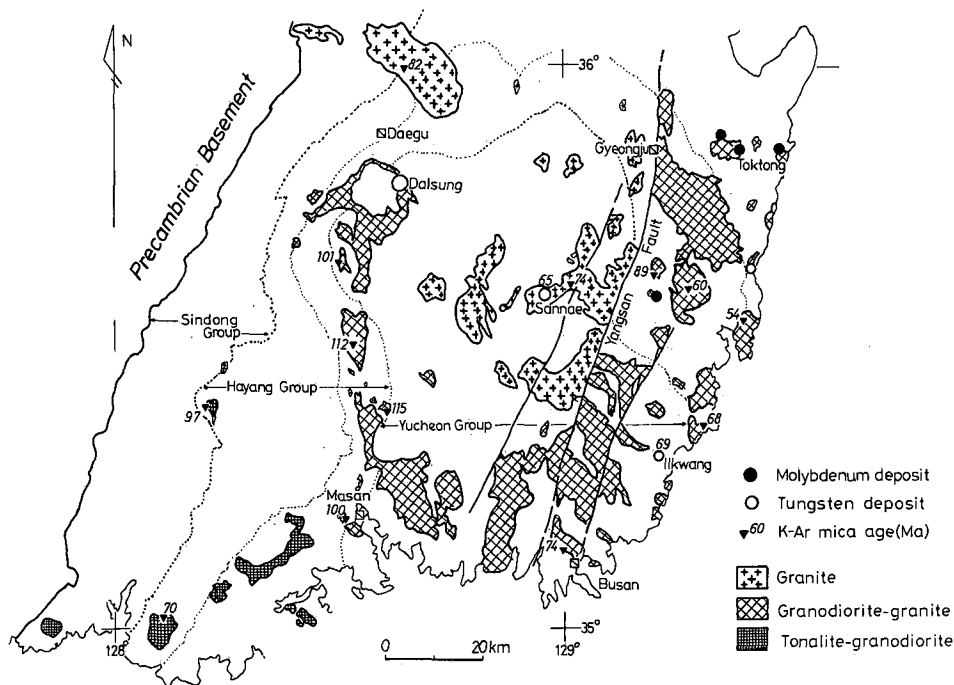 N
Precambrian Basement
82
36°
Daegu
Gyeongju
Toktong
Dalsung
101
Fault
89
60
65
74
Sannae
Yangsan
54
Sindong
Group
112
Hayang Group
97
115
Yucheon Group
68
69
Ilkwang
Masan
100
74
Busan
70
128°
35°
129°
0 20km
Molybdenum deposit
Tungsten deposit
60 K-Ar mica age(Ma)
Granite
Granodiorite-granite
Tonalite-granodiorite